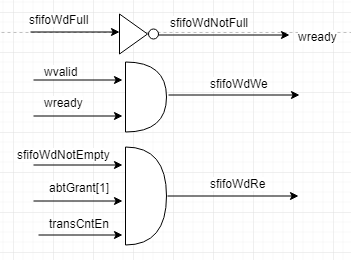 sfifoWdFull
sfifoWdNotFull
wready
wvalid
wready
sfifoWdWe
sfifoWdNotEmpty
abtGrant[1]
transCntEn
sfifoWdRe